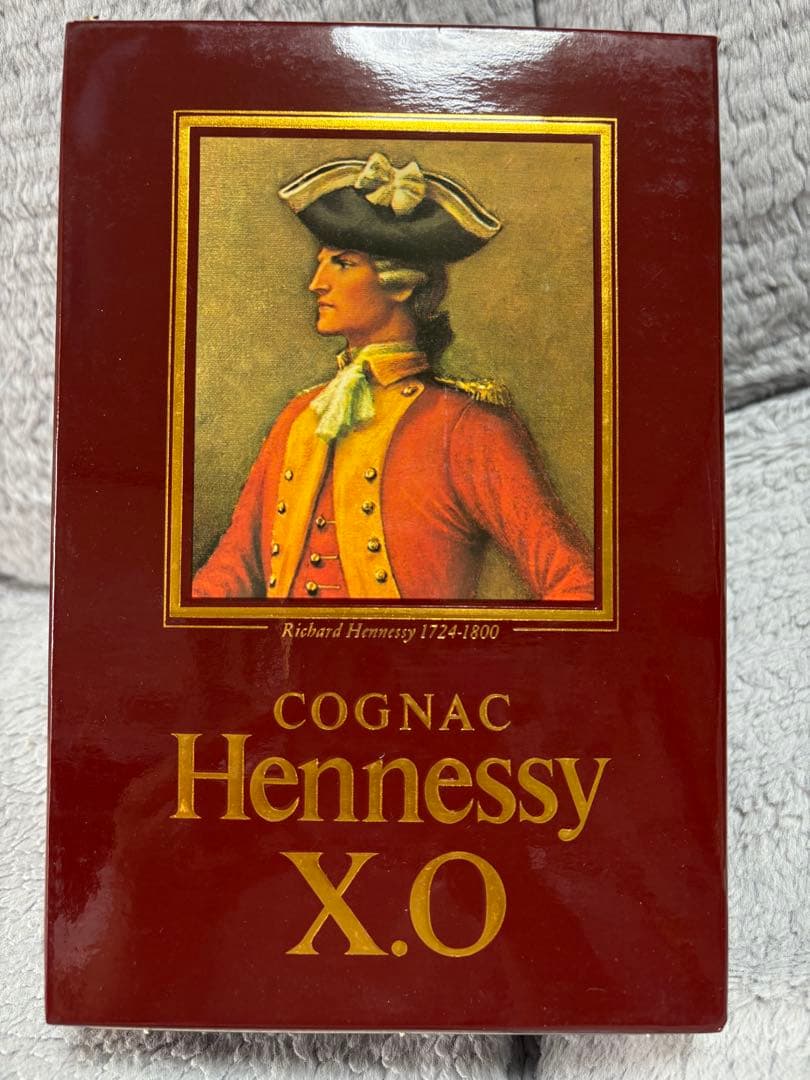 Richard Hennessy 1724-1800
COGNAC
Hennessy
X.O